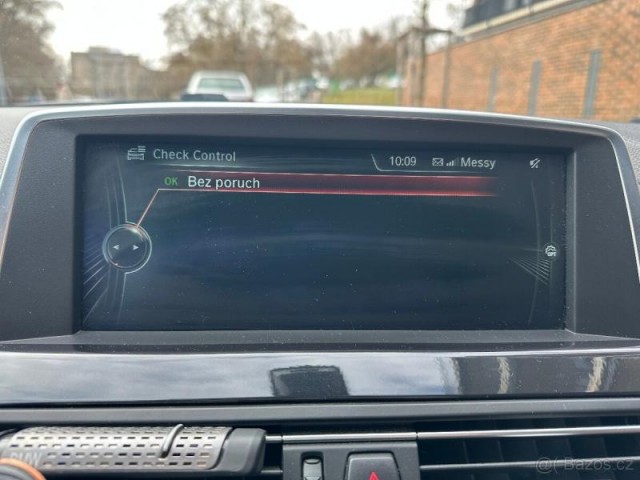 Check Control
10:09
Messy
OK Bez poruch
© Bazos.cz